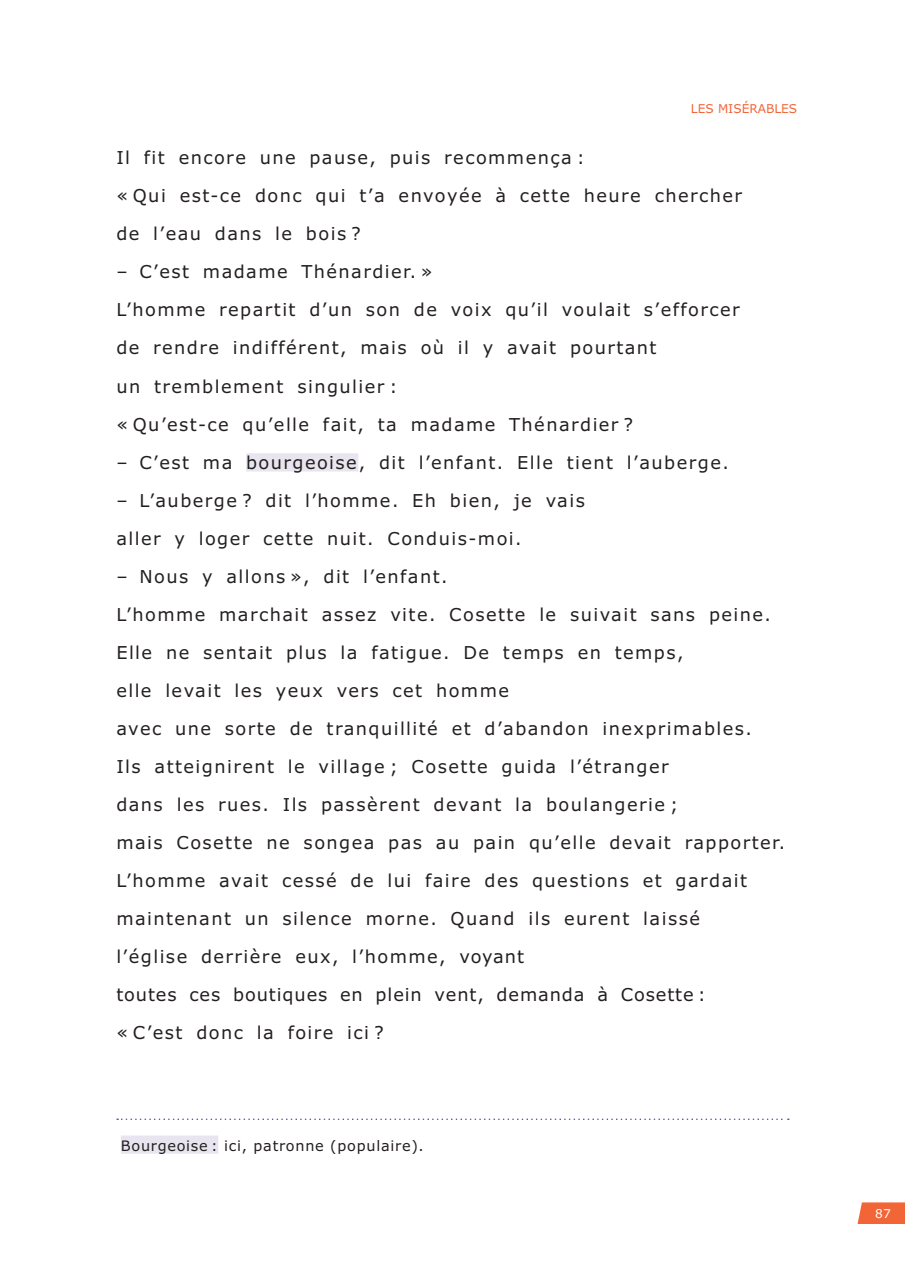 LES MISÉRABLES
Il fit encore une pause, puis recommença :
« Qui est-ce donc qui t’a envoyée à cette heure chercher
de l’eau dans le bois ?
– C’est madame Thénardier. »
L’homme repartit d’un son de voix qu’il voulait s’efforcer
de rendre indifférent, mais où il y avait pourtant
un tremblement singulier :
« Qu’est-ce qu’elle fait, ta madame Thénardier ?
– C’est ma bourgeoise, dit l’enfant. Elle tient l’auberge.
– L’auberge ? dit l’homme. Eh bien, je vais
aller y loger cette nuit. Conduis-moi.
– Nous y allons », dit l’enfant.
L’homme marchait assez vite. Cosette le suivait sans peine.
Elle ne sentait plus la fatigue. De temps en temps,
elle levait les yeux vers cet homme
avec une sorte de tranquillité et d’abandon inexprimables.
Ils atteignirent le village ; Cosette guida l’étranger
dans les rues. Ils passèrent devant la boulangerie ;
mais Cosette ne songea pas au pain qu’elle devait rapporter.
L’homme avait cessé de lui faire des questions et gardait
maintenant un silence morne. Quand ils eurent laissé
l’église derrière eux, l’homme, voyant
toutes ces boutiques en plein vent, demanda à Cosette :
« C’est donc la foire ici ?
Bourgeoise : ici, patronne (populaire).
87